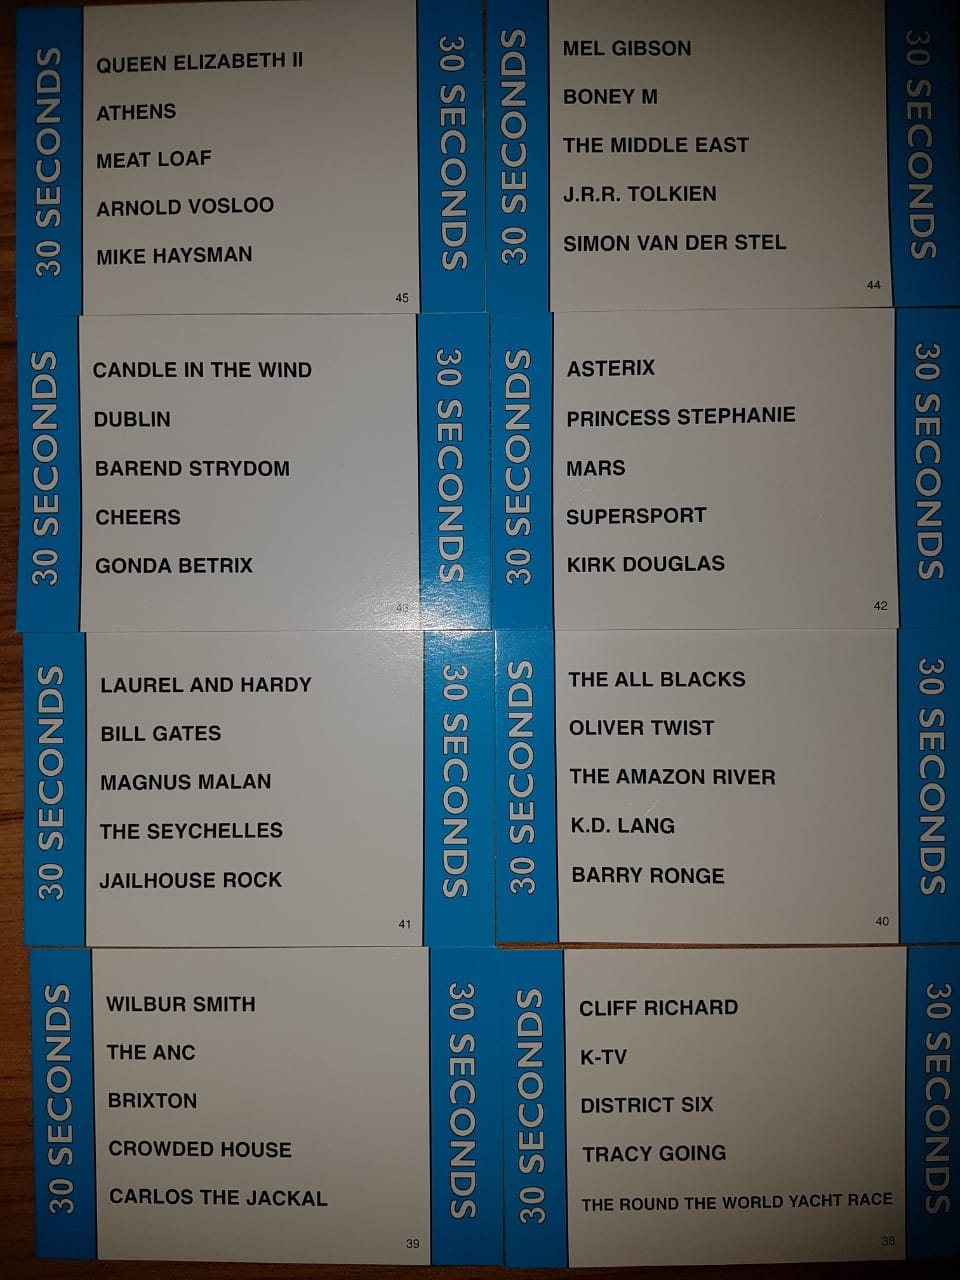 30 SECONDS
QUEEN ELIZABETH II
ATHENS
MEAT LOAF
ARNOLD VOSLOO
MIKE HAYSMAN
45
30 SECONDS
30 SECONDS
MEL GIBSON
BONEY M
THE MIDDLE EAST
J.R.R. TOLKIEN
SIMON VAN DER STEL
44
30 SECONDS
30 SECONDS
CANDLE IN THE WIND
DUBLIN
BAREND STRYDOM
CHEERS
GONDA BETRIX
43
30 SECONDS
30 SECONDS
ASTERIX
PRINCESS STEPHANIE
MARS
SUPERSPORT
KIRK DOUGLAS
42
30 SECONDS
30 SECONDS
LAUREL AND HARDY
BILL GATES
MAGNUS MALAN
THE SEYCHELLES
JAILHOUSE ROCK
41
30 SECONDS
30 SECONDS
THE ALL BLACKS
OLIVER TWIST
THE AMAZON RIVER
K.D. LANG
BARRY RONGE
40
30 SECONDS
30 SECONDS
WILBUR SMITH
THE ANC
BRIXTON
CROWDED HOUSE
CARLOS THE JACKAL
39
30 SECONDS
30 SECONDS
CLIFF RICHARD
K-TV
DISTRICT SIX
TRACY GOING
THE ROUND THE WORLD YACHT RACE
38
30 SECONDS